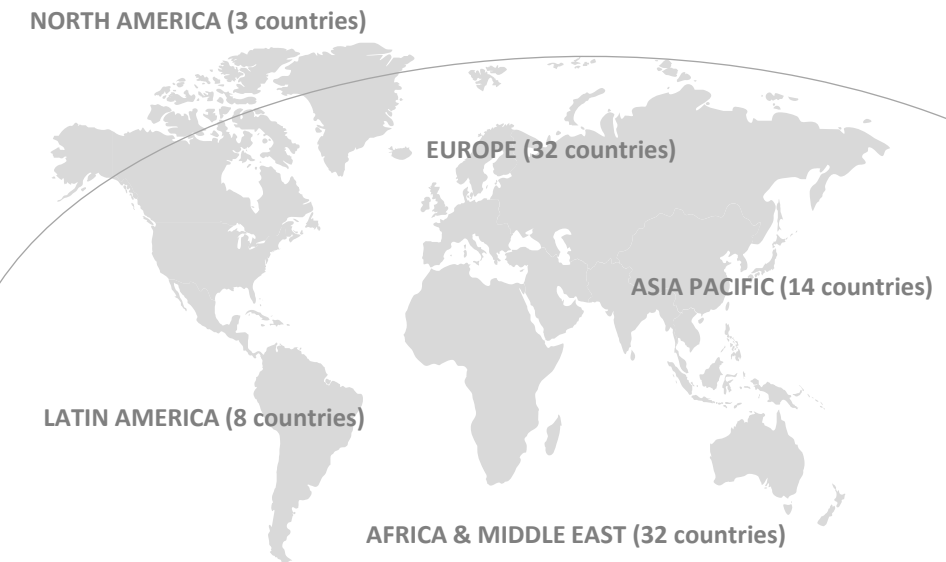 NORTH AMERICA (3 countries)
EUROPE (32 countries)
ASIA PACIFIC (14 countries)
LATIN AMERICA (8 countries)
AFRICA & MIDDLE EAST (32 countries)